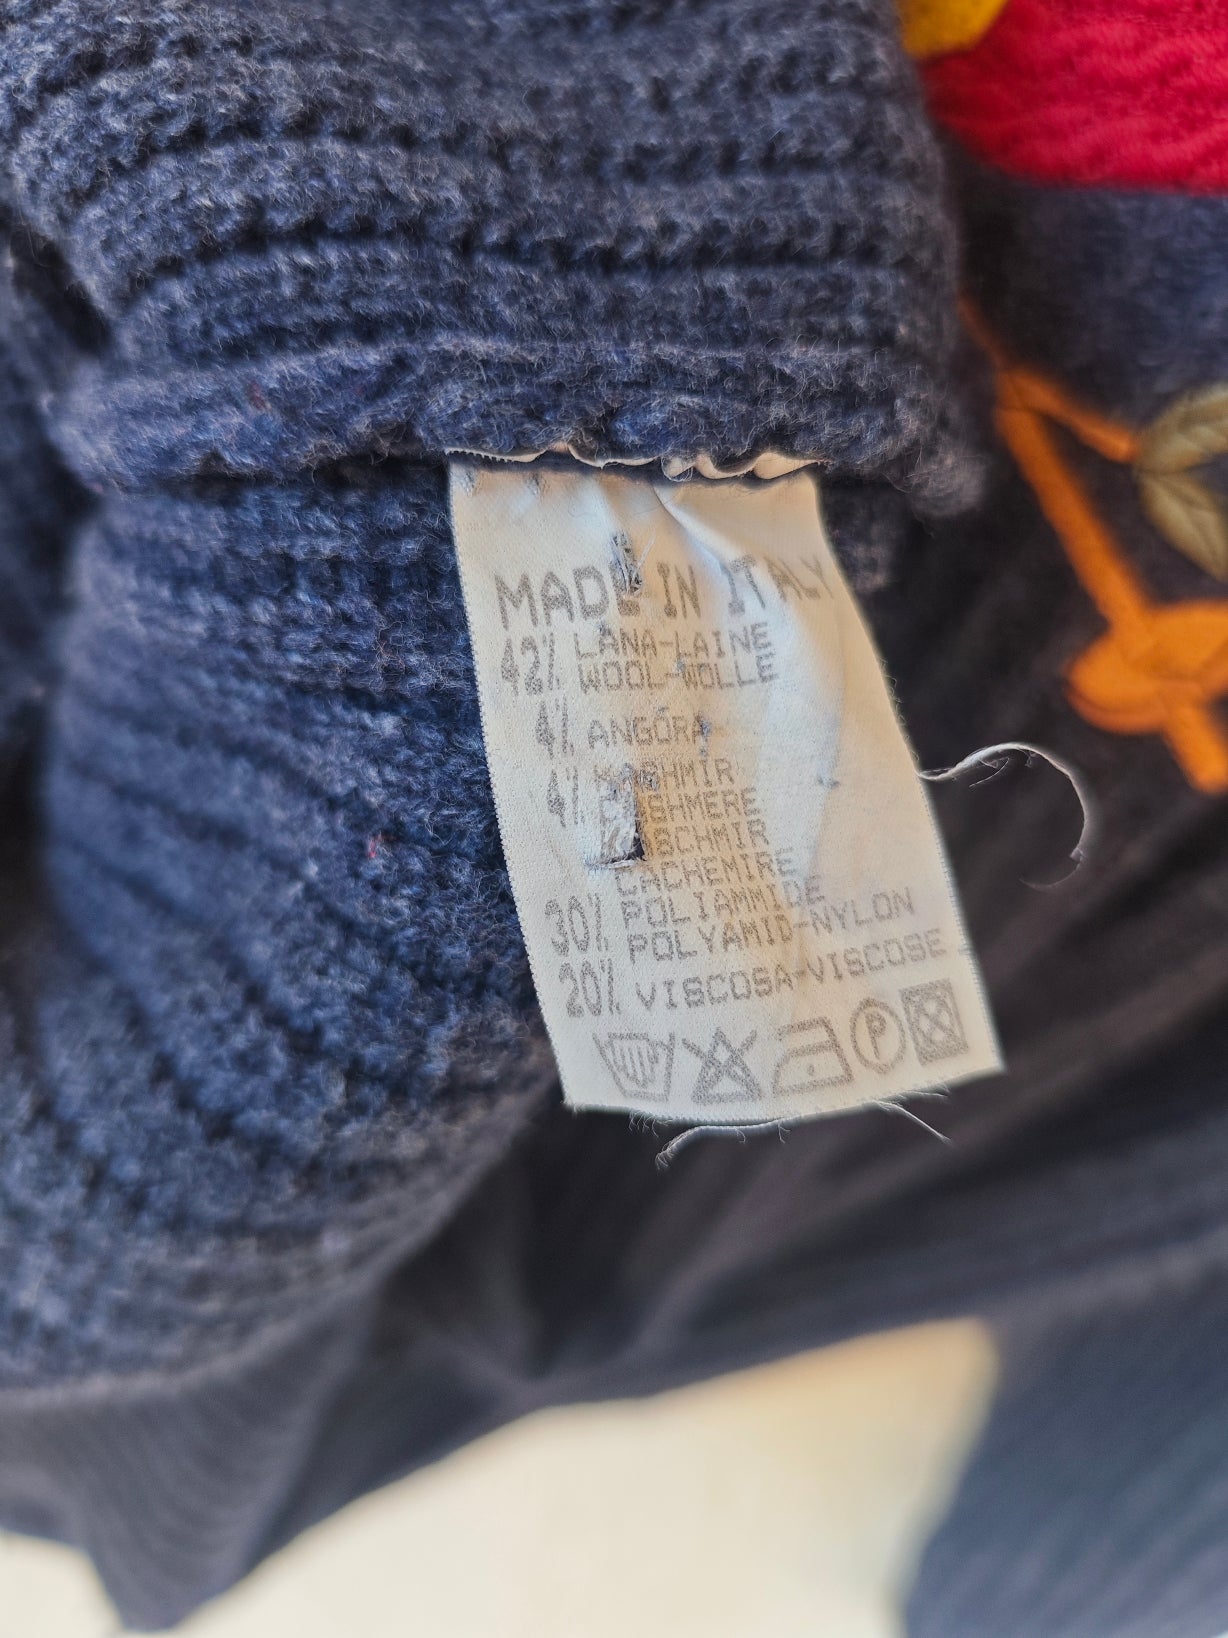 MADE IN ITALY
42% LANA-LAINE
WOOL-WOLLE
4% ANGORA
4% KASHMIR
CASHMERE
KASCHMIR
CACHEMIRE
30% POLIAMMIDE
POLYAMID-NYLON
20% VISCOSA-VISCOSE
P